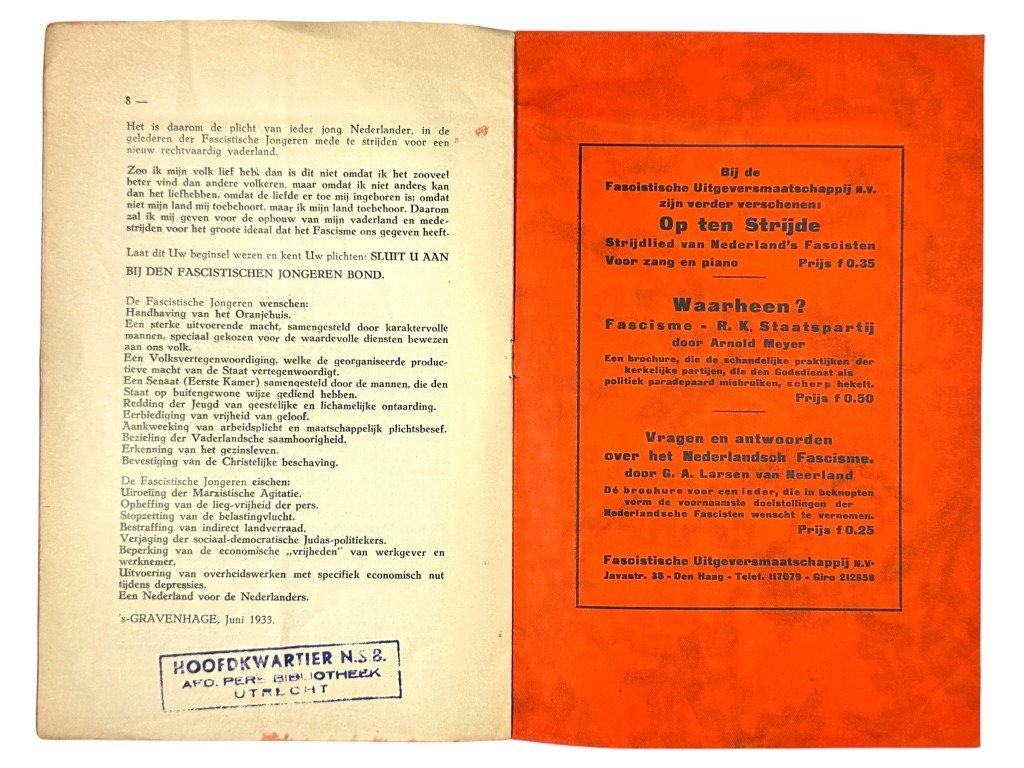 8 —
Het is daarom de plicht van ieder jong Nederlander, in de
gelederen der Fascistische Jongeren mede te strijden voor een
nieuw rechtvaardig vaderland.
Zoo ik mijn volk lief heb, dan is dit niet omdat ik het zooveel
beter vind dan andere volkeren, maar omdat ik niet anders kan
dan het liefhebben, omdat de liefde er toe mij ingeboren is; omdat
niet mijn land mij toebehoort, maar ik mijn land toebehoor. Daarom
zal ik mij geven voor de opbouw van mijn vaderland en mede-
strijden voor het groote ideaal dat het Fascisme ons gegeven heeft.
Laat dit Uw beginsel wezen en kent Uw plichten: SLUIT U AAN
BIJ DEN FASCISTISCHEN JONGEREN BOND.
De Fascistische Jongeren wenschen:
Handhaving van het Oranjehuis.
Een sterke uitvoerende macht, samengesteld door karaktervolle
mannen, speciaal gekozen voor de waardevolle diensten bewezen
aan ons volk.
Een Volksvertegenwoordiging, welke de georganiseerde produc-
tieve macht van de Staat vertegenwoordigt.
Een Senaat (Eerste Kamer) samengesteld door de mannen, die den
Staat op buitengewone wijze gediend hebben.
Redding der Jeugd van geestelijke en lichamelijke ontaarding.
Eerbiediging van vrijheid van geloof.
Aankweeking van arbeidsplicht en maatschappelijk plichtsbesef.
Bezieling der Vaderlandsche saamhoorigheid.
Erkenning van het gezinsleven.
Bevestiging van de Christelijke beschaving.
De Fascistische Jongeren eischen:
Uitroeiïng der Marxistische Agitatie.
Opheffing van de lieg-vrijheid der pers.
Stopzetting van de belastingvlucht.
Bestraffing van indirect landverraad.
Verjaging der sociaal-democratische Judas-politiekers.
Beperking van de economische „vrijheden" van werkgever en
werknemer.
Uitvoering van overheidswerken met specifiek economisch nut
tijdens depressies.
Een Nederland voor de Nederlanders.
's-GRAVENHAGE, Juni 1933.
HOOFDKWARTIER N.S.B.
AFD. PERS BIBLIOTHEEK
UTRECHT
Bij de
Fascistische Uitgeversmaatschappij N.V.
zijn verder verschenen:
Op ten Strijde
Strijdlied van Nederland's Fascisten
Voor zang en piano Prijs f 0.35
Waarheen?
Fascisme - R. K. Staatspartij
door Arnold Meyer
Een brochure, die de schandelijke praktijken der
kerkelijke partijen, die den Godsdienst als
politiek paradepaard misbruiken, scherp hekelt.
Prijs f 0.50
Vragen en antwoorden
over het Nederlandsch Fascisme.
door G. A. Larsen van Neerland
Dé brochure voor een ieder, die in beknopten
vorm de voornaamste doelstellingen der
Nederlandsche Fascisten wenscht te vernemen.
Prijs f 0.25
Fascistische Uitgeversmaatschappij N.V.
Javastr. 38 - Den Haag - Telef. 117079 - Giro 212658